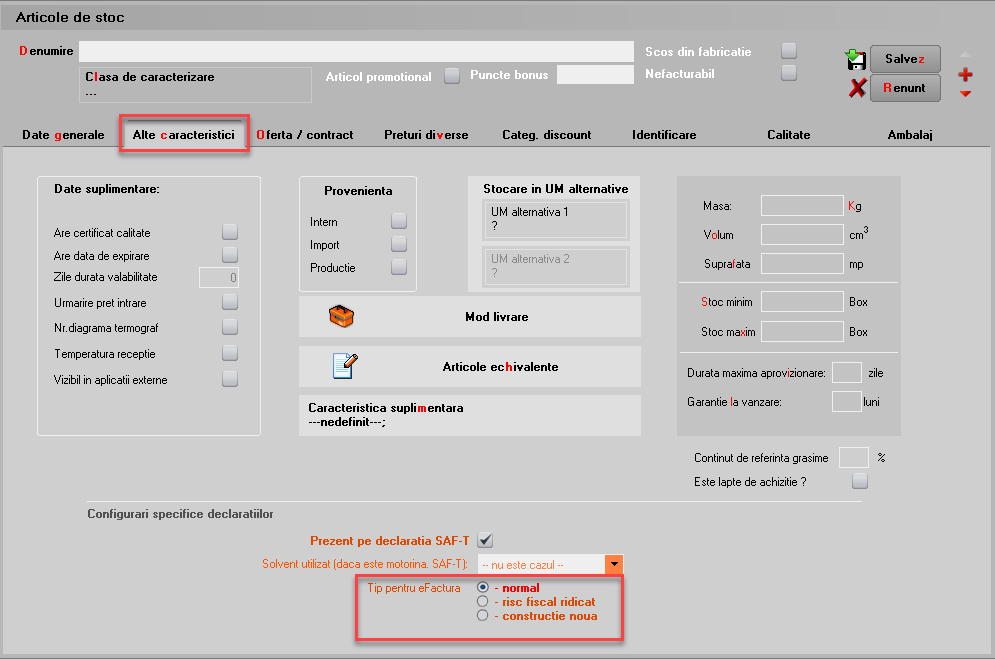 Articole de stoc
Denumire
Clasa de caracterizare
---
Articol promotional
Puncte bonus
Scos din fabricatie
Nefacturabil
Salvez
Renunt
Date generale
Alte caracteristici
Oferta / contract
Preturi diverse
Categ. discount
Identificare
Calitate
Ambalaj
Date suplimentare:
Are certificat calitate
Are data de expirare
Zile durata valabilitate 0
Urmarire pret intrare
Nr.diagrama termograf
Temperatura receptie
Vizibil in aplicatii externe
Provenienta
Intern
Import
Productie
Stocare in UM alternative
UM alternativa 1
?
UM alternativa 2
?
Mod livrare
Articole echivalente
Caracteristica suplimentara
---nedefinit---;
Masa: Kg
Volum cm3
Suprafata mp
Stoc minim Box
Stoc maxim Box
Durata maxima aprovizionare: zile
Garantie la vanzare: luni
Continut de referinta grasime %
Este lapte de achizitie ?
Configurari specifice declaratiilor
Prezent pe declaratia SAF-T
Solvent utilizat (daca este motorina. SAF-T): -- nu este cazul --
Tip pentru eFactura - normal
- risc fiscal ridicat
- constructie noua